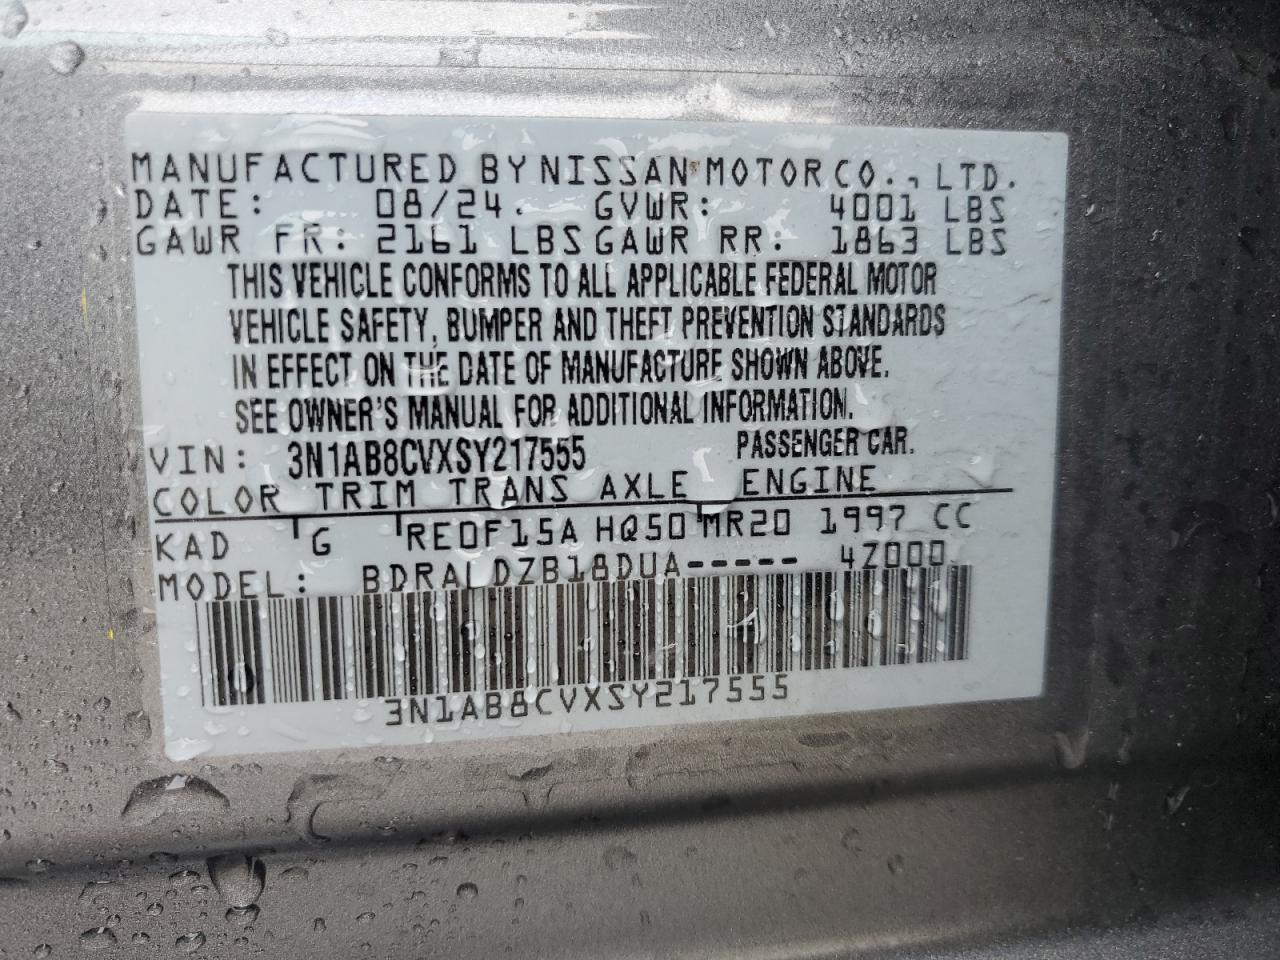 MANUFACTURED BY NISSAN MOTOR CO., LTD.
DATE: 08/24. GVWR: 4001 LBS
GAWR FR: 2161 LBS GAWR RR: 1863 LBS
THIS VEHICLE CONFORMS TO ALL APPLICABLE FEDERAL MOTOR
VEHICLE SAFETY, BUMPER AND THEFT PREVENTION STANDARDS
IN EFFECT ON THE DATE OF MANUFACTURE SHOWN ABOVE.
SEE OWNER'S MANUAL FOR ADDITIONAL INFORMATION.
VIN: 3N1AB8CVXSY217555 PASSENGER CAR.
COLOR TRIM TRANS AXLE ENGINE
KAD G RE0F15A HQ50 MR20 1997 CC
MODEL: BDRALDZB18DUA----- 4Z000
3N1AB8CVXSY217555